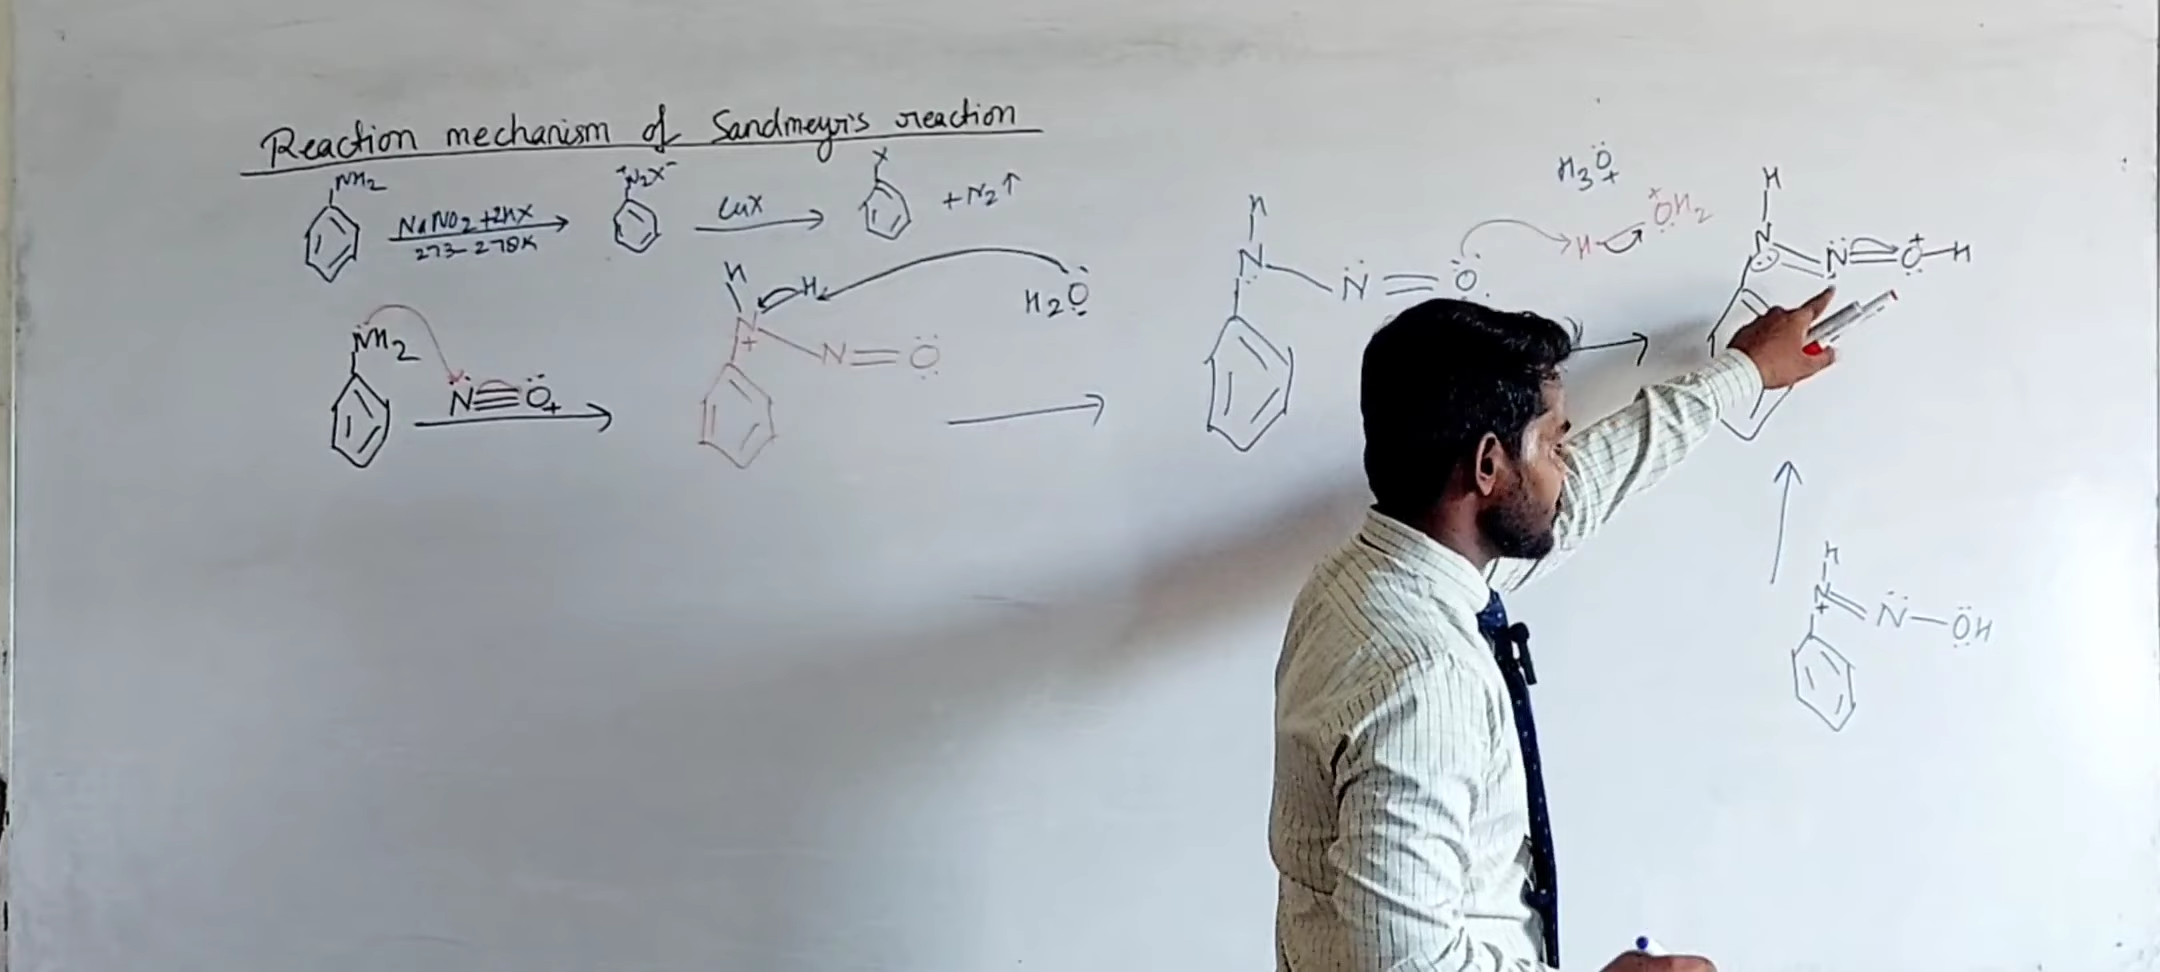 Reaction mechanism of Sandmeyr's reaction
NH2
NaNO2 +2HX
273-278K
+N2X-
CuX
X
+ N2↑
NH2
N≡O+
H
H
N+
N=O
H2O
H
N
N=O
H3O+
H
+OH2
H
N
N=O+-H
H
N+
N-OH